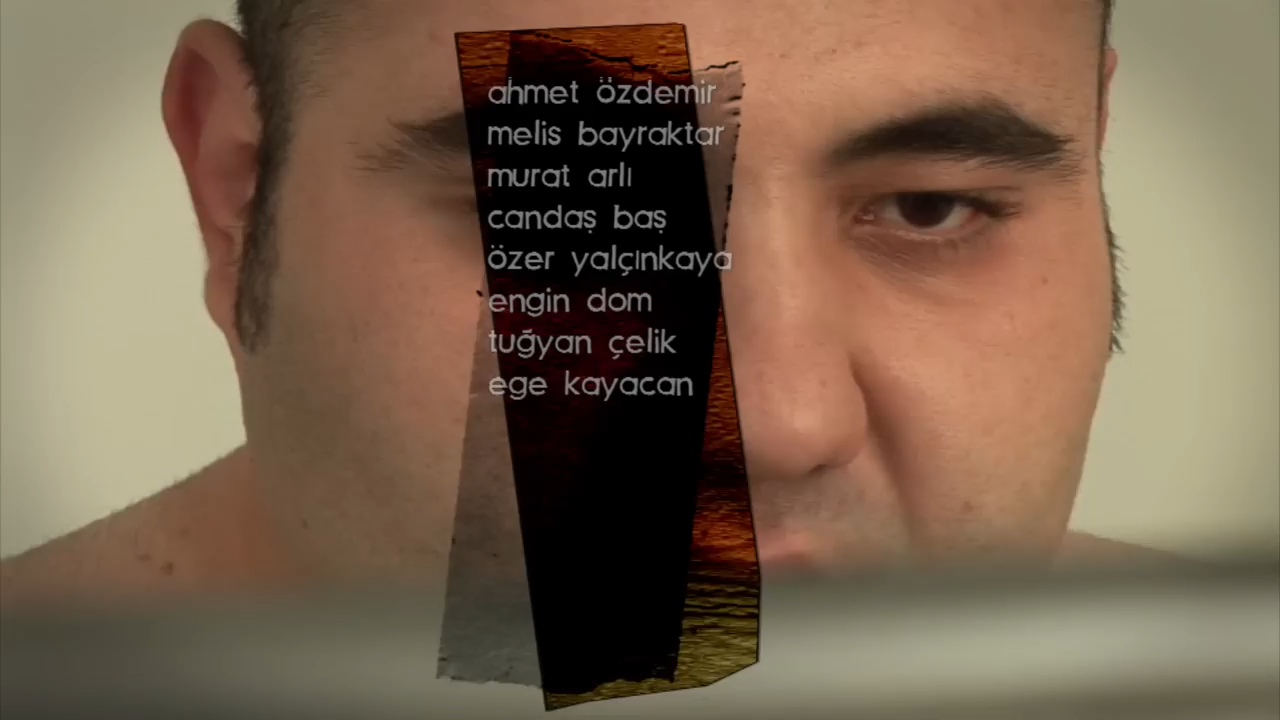 ahmet özdemir
melis bayraktar
murat arlı
candaş baş
özer yalçınkaya
engin dom
tuğyan çelik
ege kayacan